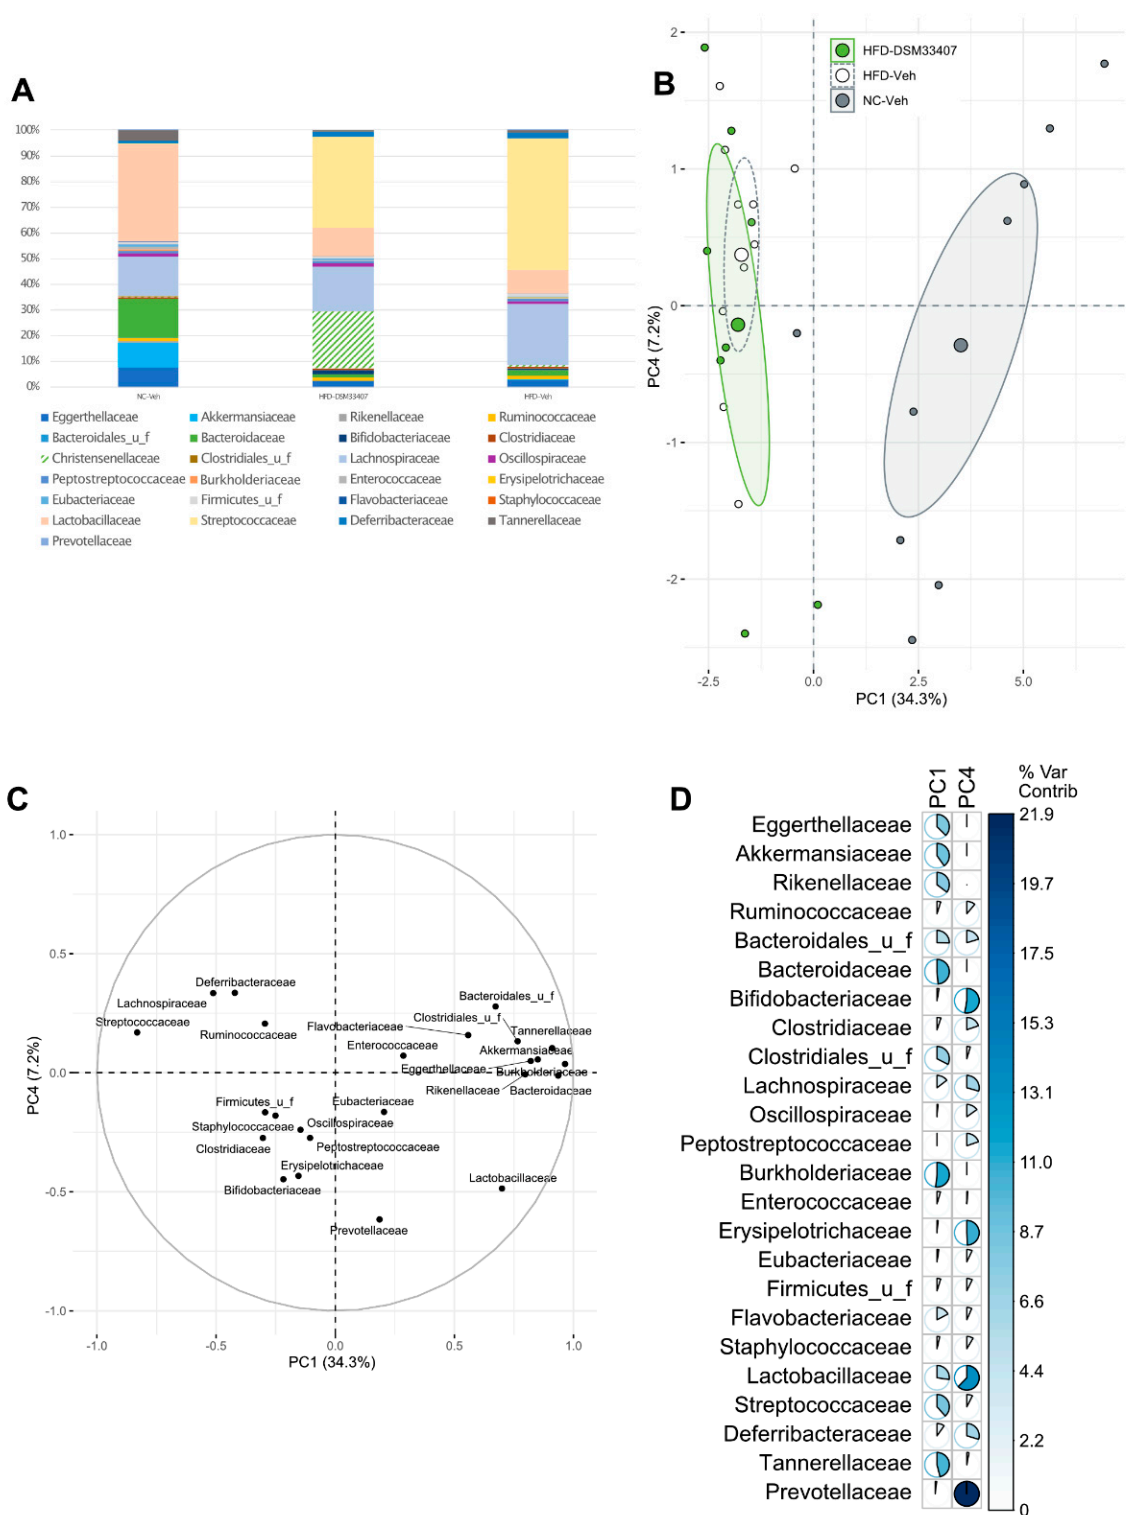 A
100%
90%
80%
70%
60%
50%
40%
30%
20%
10%
0%
NC-Veh HFD-DSM33407 HFD-Veh
Eggerthellaceae Akkermansiaceae Rikenellaceae Ruminococcaceae
Bacteroidales_u_f Bacteroidaceae Bifidobacteriaceae Clostridiaceae
Christensenellaceae Clostridiales_u_f Lachnospiraceae Oscillospiraceae
Peptostreptococcaceae Burkholderiaceae Enterococcaceae Erysipelotrichaceae
Eubacteriaceae Firmicutes_u_f Flavobacteriaceae Staphylococcaceae
Lactobacillaceae Streptococcaceae Deferribacteraceae Tannerellaceae
Prevotellaceae
B
HFD-DSM33407
HFD-Veh
NC-Veh
2
1
0
-1
-2
PC4 (7.2%)
-2.5 0.0 2.5 5.0
PC1 (34.3%)
C
1.0
0.5
0.0
-0.5
-1.0
PC4 (7.2%)
Deferribacteraceae
Lachnospiraceae
Streptococcaceae
Ruminococcaceae
Bacteroidales_u_f
Clostridiales_u_f
Flavobacteriaceae
Tannerellaceae
Enterococcaceae
Akkermansiaceae
Eggerthellaceae
Burkholderiaceae
Rikenellaceae
Bacteroidaceae
Firmicutes_u_f
Eubacteriaceae
Staphylococcaceae
Oscillospiraceae
Clostridiaceae
Peptostreptococcaceae
Erysipelotrichaceae
Bifidobacteriaceae
Lactobacillaceae
Prevotellaceae
-1.0 -0.5 0.0 0.5 1.0
PC1 (34.3%)
D
PC1
PC4
% Var
Contrib
Eggerthellaceae
Akkermansiaceae
Rikenellaceae
Ruminococcaceae
Bacteroidales_u_f
Bacteroidaceae
Bifidobacteriaceae
Clostridiaceae
Clostridiales_u_f
Lachnospiraceae
Oscillospiraceae
Peptostreptococcaceae
Burkholderiaceae
Enterococcaceae
Erysipelotrichaceae
Eubacteriaceae
Firmicutes_u_f
Flavobacteriaceae
Staphylococcaceae
Lactobacillaceae
Streptococcaceae
Deferribacteraceae
Tannerellaceae
Prevotellaceae
21.9
19.7
17.5
15.3
13.1
11.0
8.7
6.6
4.4
2.2
0